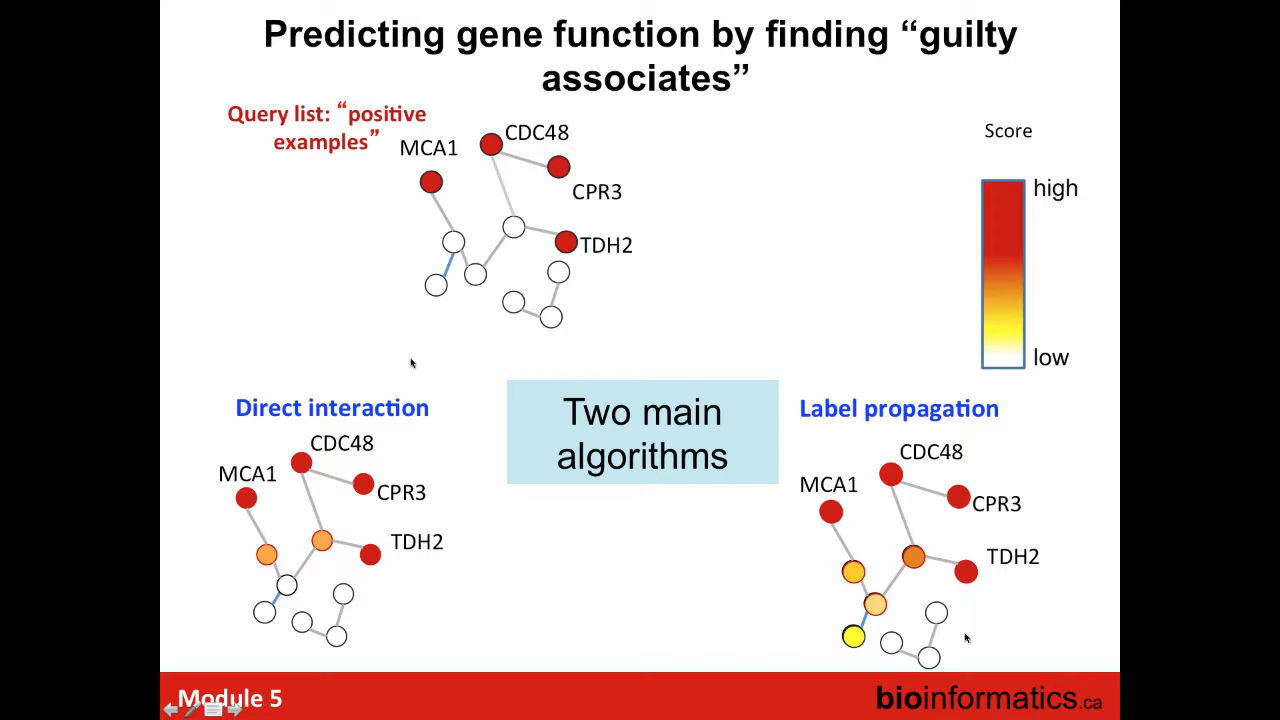 Predicting gene function by finding “guilty
associates”
Query list: “positive
examples”
MCA1
CDC48
CPR3
TDH2
Score
high
low
Direct interaction
Two main
algorithms
Label propagation
CDC48
MCA1
CPR3
TDH2
CDC48
MCA1
CPR3
TDH2
Module 5
bioinformatics.ca